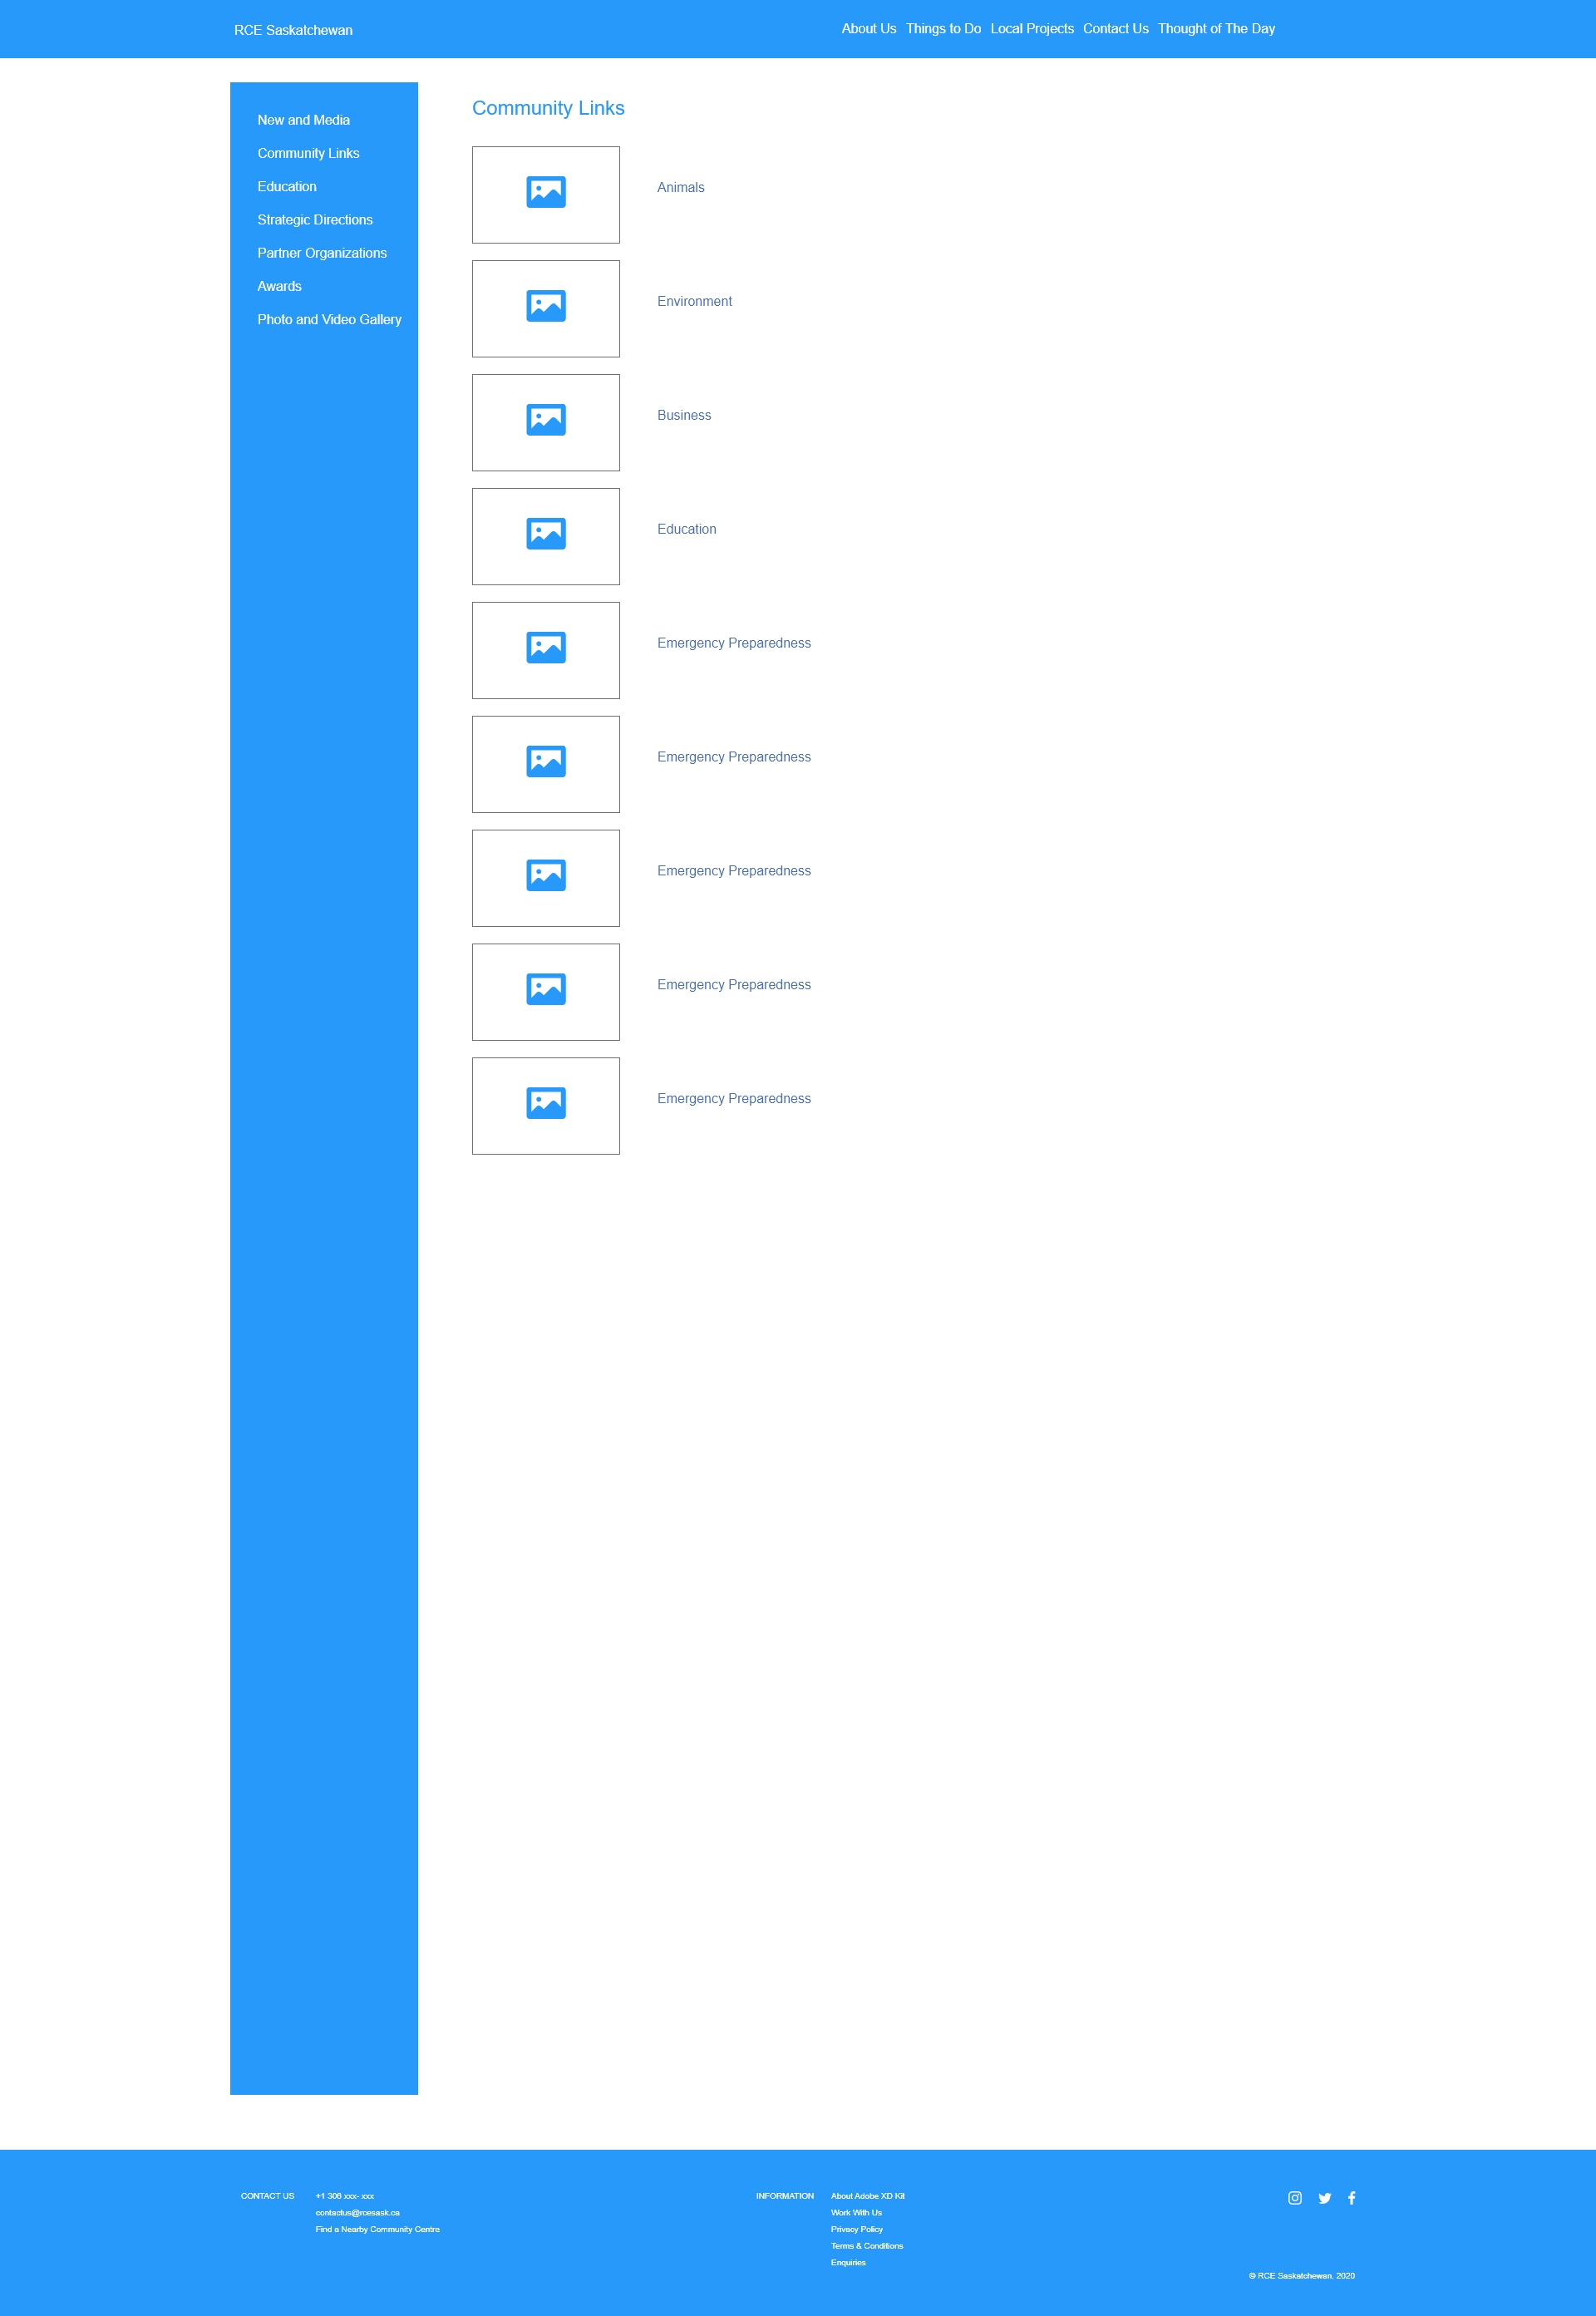 RCE Saskatchewan
About Us Things to Do Local Projects Contact Us Thought of The Day
New and Media
Community Links
Education
Strategic Directions
Partner Organizations
Awards
Photo and Video Gallery
Community Links
Animals
Environment
Business
Education
Emergency Preparedness
Emergency Preparedness
Emergency Preparedness
Emergency Preparedness
Emergency Preparedness
CONTACT US
+1 306 xxx- xxx
contactus@rcesask.ca
Find a Nearby Community Centre
INFORMATION
About Adobe XD Kit
Work With Us
Privacy Policy
Terms & Conditions
Enquiries
© RCE Saskatchewan, 2020